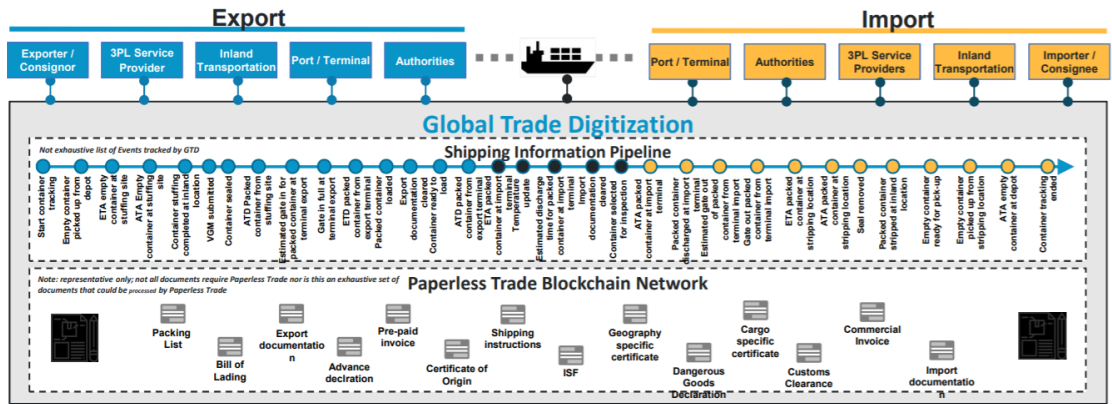 Export
Import
Exporter /
Consignor
3PL Service
Provider
Inland
Transportation
Port / Terminal
Authorities
Port / Terminal
Authorities
3PL Service
Providers
Inland
Transportation
Importer /
Consignee
Global Trade Digitization
Not exhaustive list of Events tracked by GTD
Shipping Information Pipeline
Start container
tracking
Empty container
picked up from
depot
ETA empty
container at
stuffing site
ATA Empty
container at stuffing
site
Container stuffing
completed at inland
location
VGM submitted
Container sealed
ATD Packed
container from
stuffing site
Estimated gate in for
packed container at
terminal export
Gate in full at
terminal export
ETD packed
container from
export terminal
Packed container
loaded
Export
documentation
cleared
Container ready to
load
ATD packed
container from
export terminal
ETA packed
container at import
terminal
Temperature
update
Estimated discharge
time for packed
container at import
terminal
Import
documentation
cleared
Container selected
for inspection
ATA packed
container at import
terminal
Packed container
discharged at import
terminal
Estimated gate out
of packed
container from
terminal import
Gate out packed
container from
terminal import
ETA packed
container at
stripping location
ATA packed
container at
stripping location
Seal removed
Packed container
stripped at inland
location
Empty container
ready for pick-up
Empty container
picked up from
stripping location
ATA empty
container at depot
Container tracking
ended
Note: representative only; not all documents require Paperless Trade nor is this an exhaustive set of
documents that could be processed by Paperless Trade
Paperless Trade Blockchain Network
Packing
List
Bill of
Lading
Export
documentatio
n
Advance
declration
Pre-paid
invoice
Certificate of
Origin
Shipping
instructions
ISF
Geography
specific
certificate
Dangerous
Goods
Declaration
Cargo
specific
certificate
Customs
Clearance
Commercial
Invoice
Import
documentatio
n